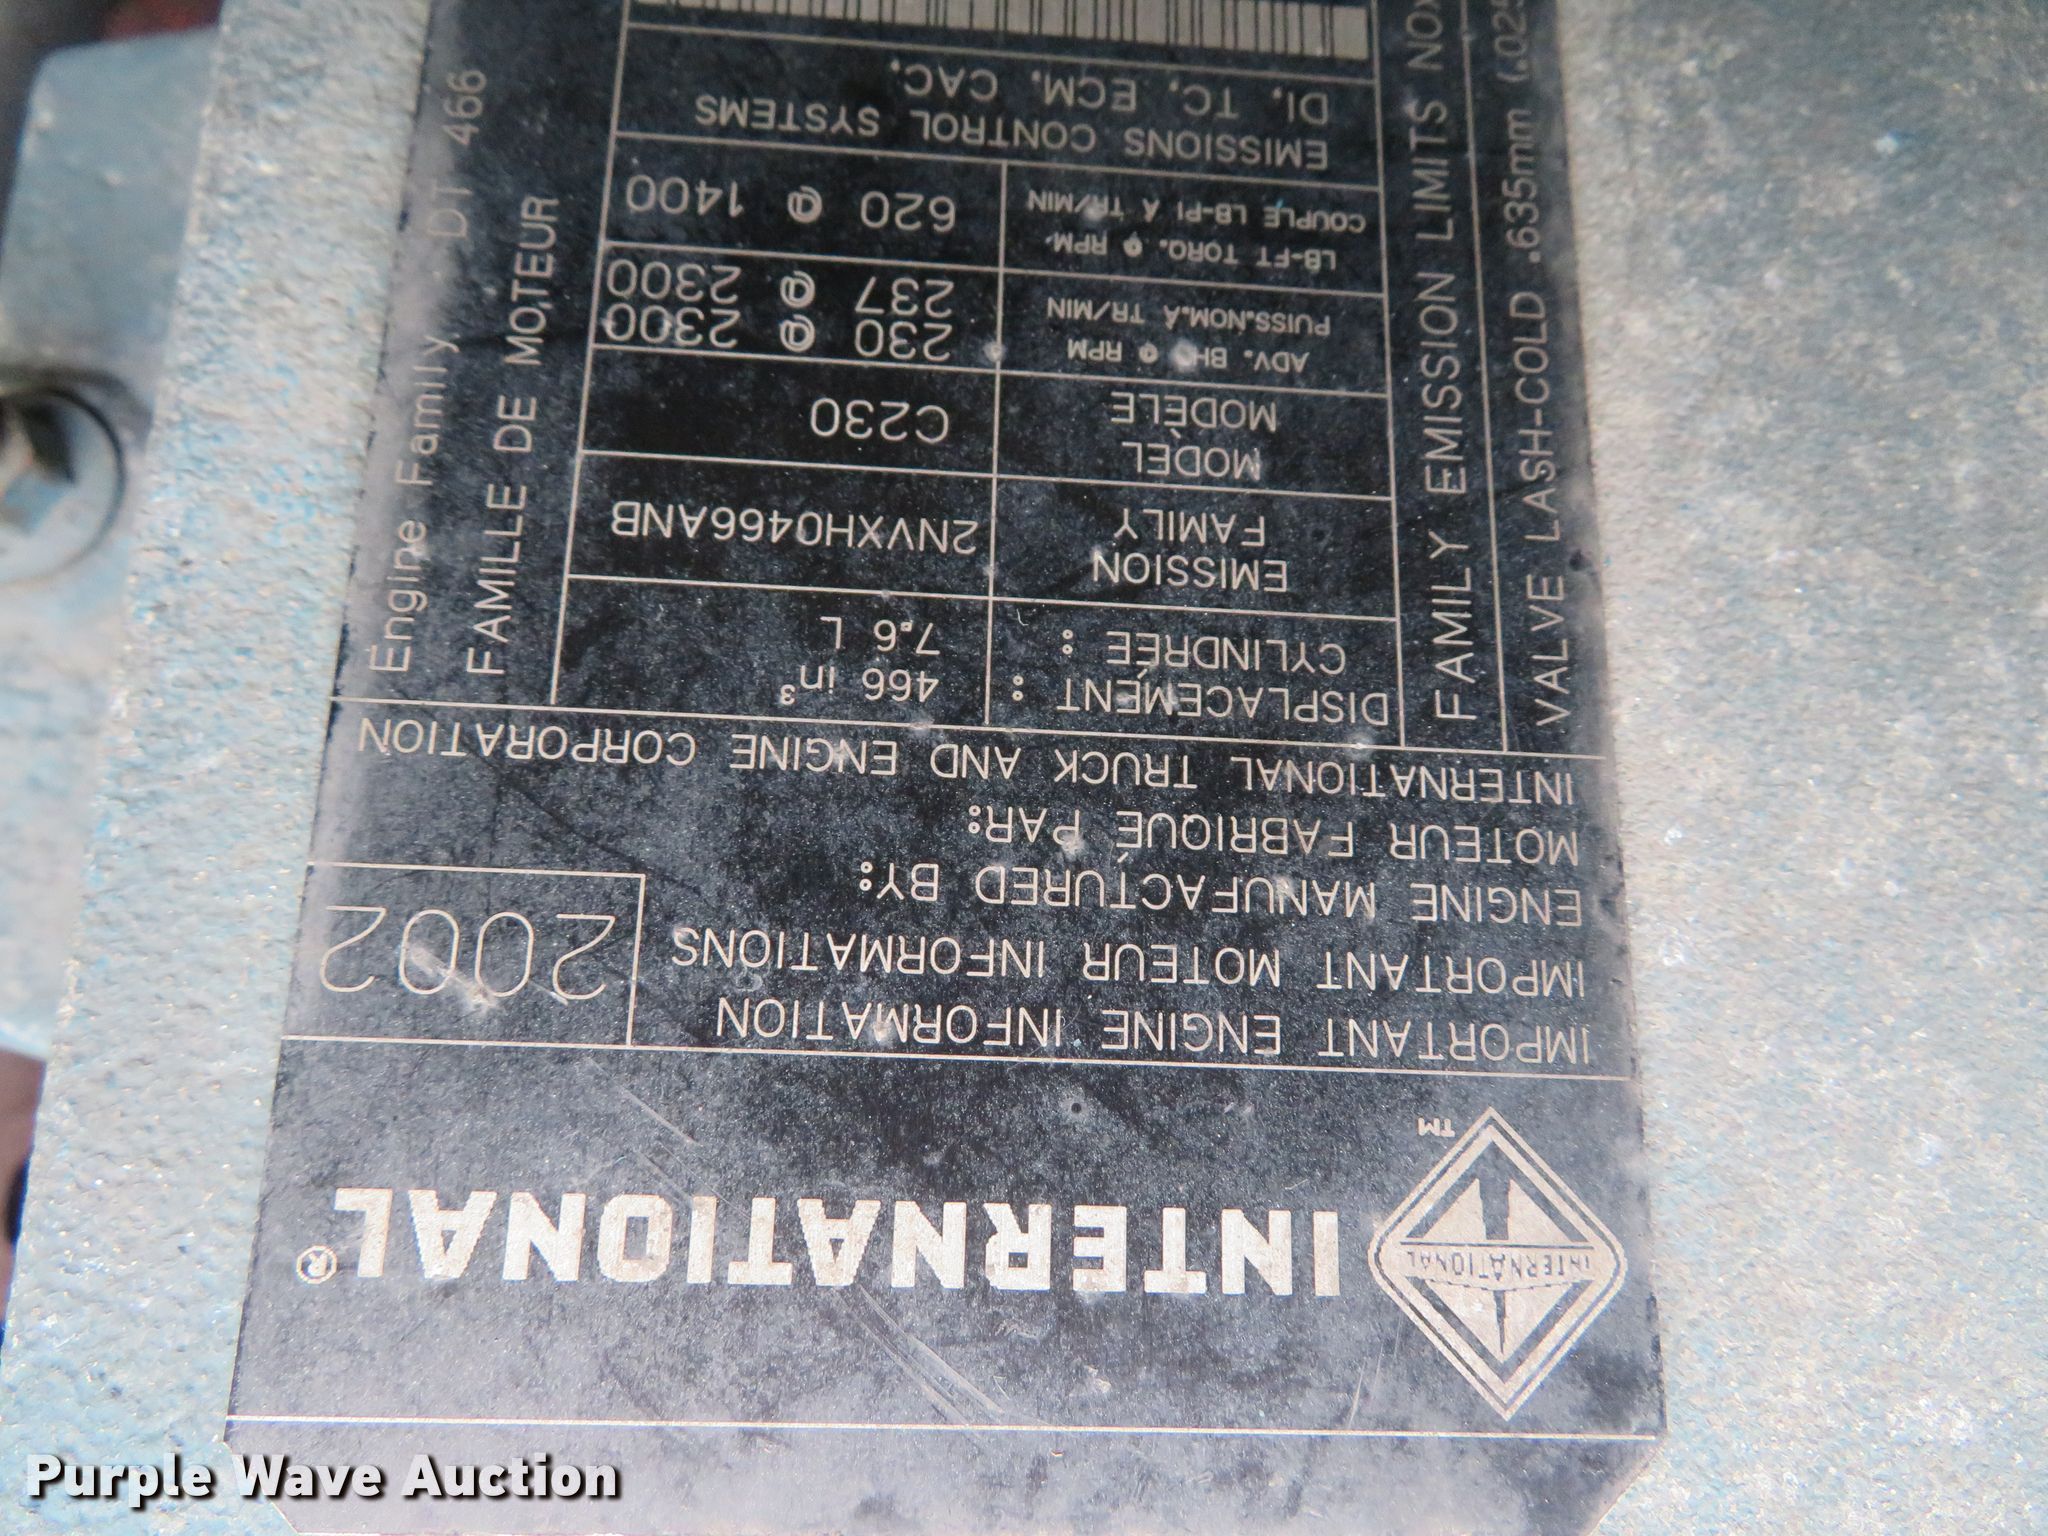 INTERNATIONAL®
INTERNATIONAL
TM
IMPORTANT ENGINE INFORMATION
IMPORTANT MOTEUR INFORMATIONS
2002
ENGINE MANUFACTURED BY:
MOTEUR FABRIQUÉ PAR:
INTERNATIONAL TRUCK AND ENGINE CORPORATION
DISPLACEMENT : 466 in³
CYLINDRÉE : 7.6 L
EMISSION
FAMILY 2NVXH0466ANB
MODEL
MODÈLE C230
ADV. BHP @ RPM 230 @ 2300
PUISS.NOM.À TR/MIN 237 @ 2300
LB-FT TORQ. @ RPM
COUPLE LB-PI À TR/MIN 620 @ 1400
EMISSIONS CONTROL SYSTEMS
DI, TC, ECM, CAC,
FAMILY EMISSION LIMITS NOx
VALVE LASH-COLD .635mm (.025
Engine Family DT 466
FAMILLE DE MOTEUR
Purple Wave Auction